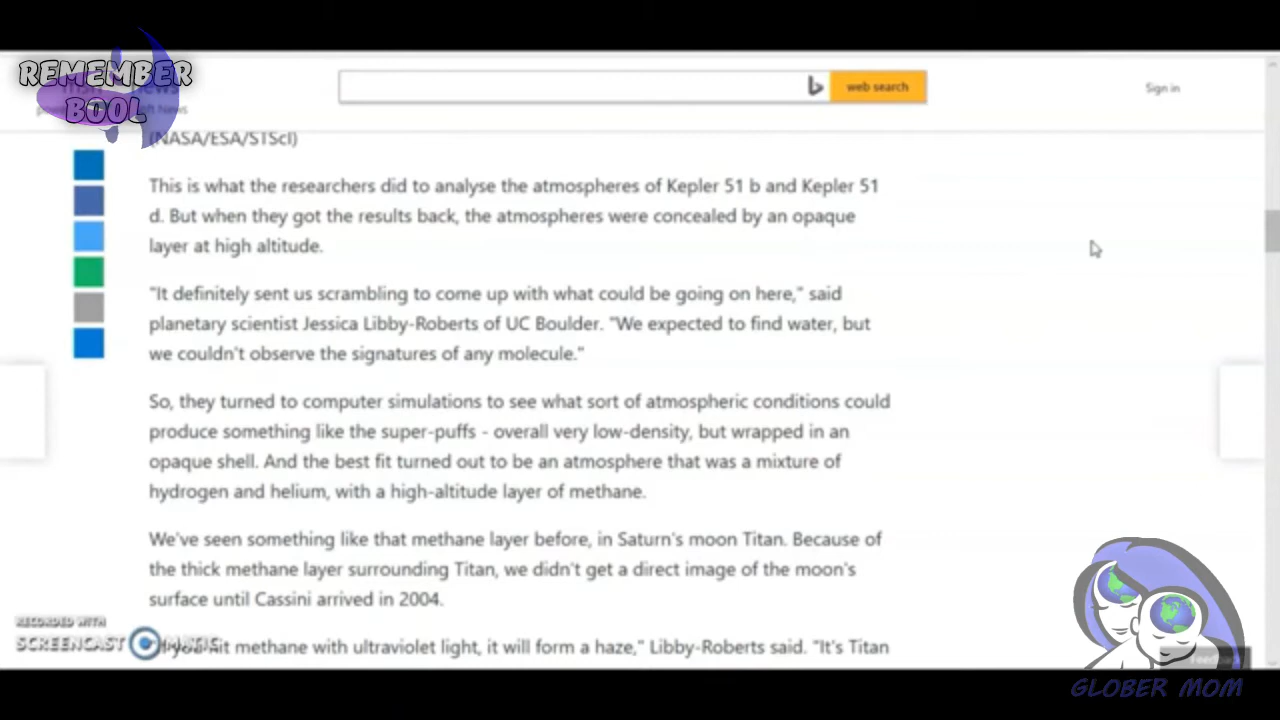 REMEMBER
BOOL
web search
Sign in
(NASA/ESA/STScI)
This is what the researchers did to analyse the atmospheres of Kepler 51 b and Kepler 51
d. But when they got the results back, the atmospheres were concealed by an opaque
layer at high altitude.
"It definitely sent us scrambling to come up with what could be going on here," said
planetary scientist Jessica Libby-Roberts of UC Boulder. "We expected to find water, but
we couldn't observe the signatures of any molecule."
So, they turned to computer simulations to see what sort of atmospheric conditions could
produce something like the super-puffs - overall very low-density, but wrapped in an
opaque shell. And the best fit turned out to be an atmosphere that was a mixture of
hydrogen and helium, with a high-altitude layer of methane.
We've seen something like that methane layer before, in Saturn's moon Titan. Because of
the thick methane layer surrounding Titan, we didn't get a direct image of the moon's
surface until Cassini arrived in 2004.
RECORDED WITH
SCREENCAST MATIC
you hit methane with ultraviolet light, it will form a haze," Libby-Roberts said. "It's Titan
Feedback
GLOBER MOM